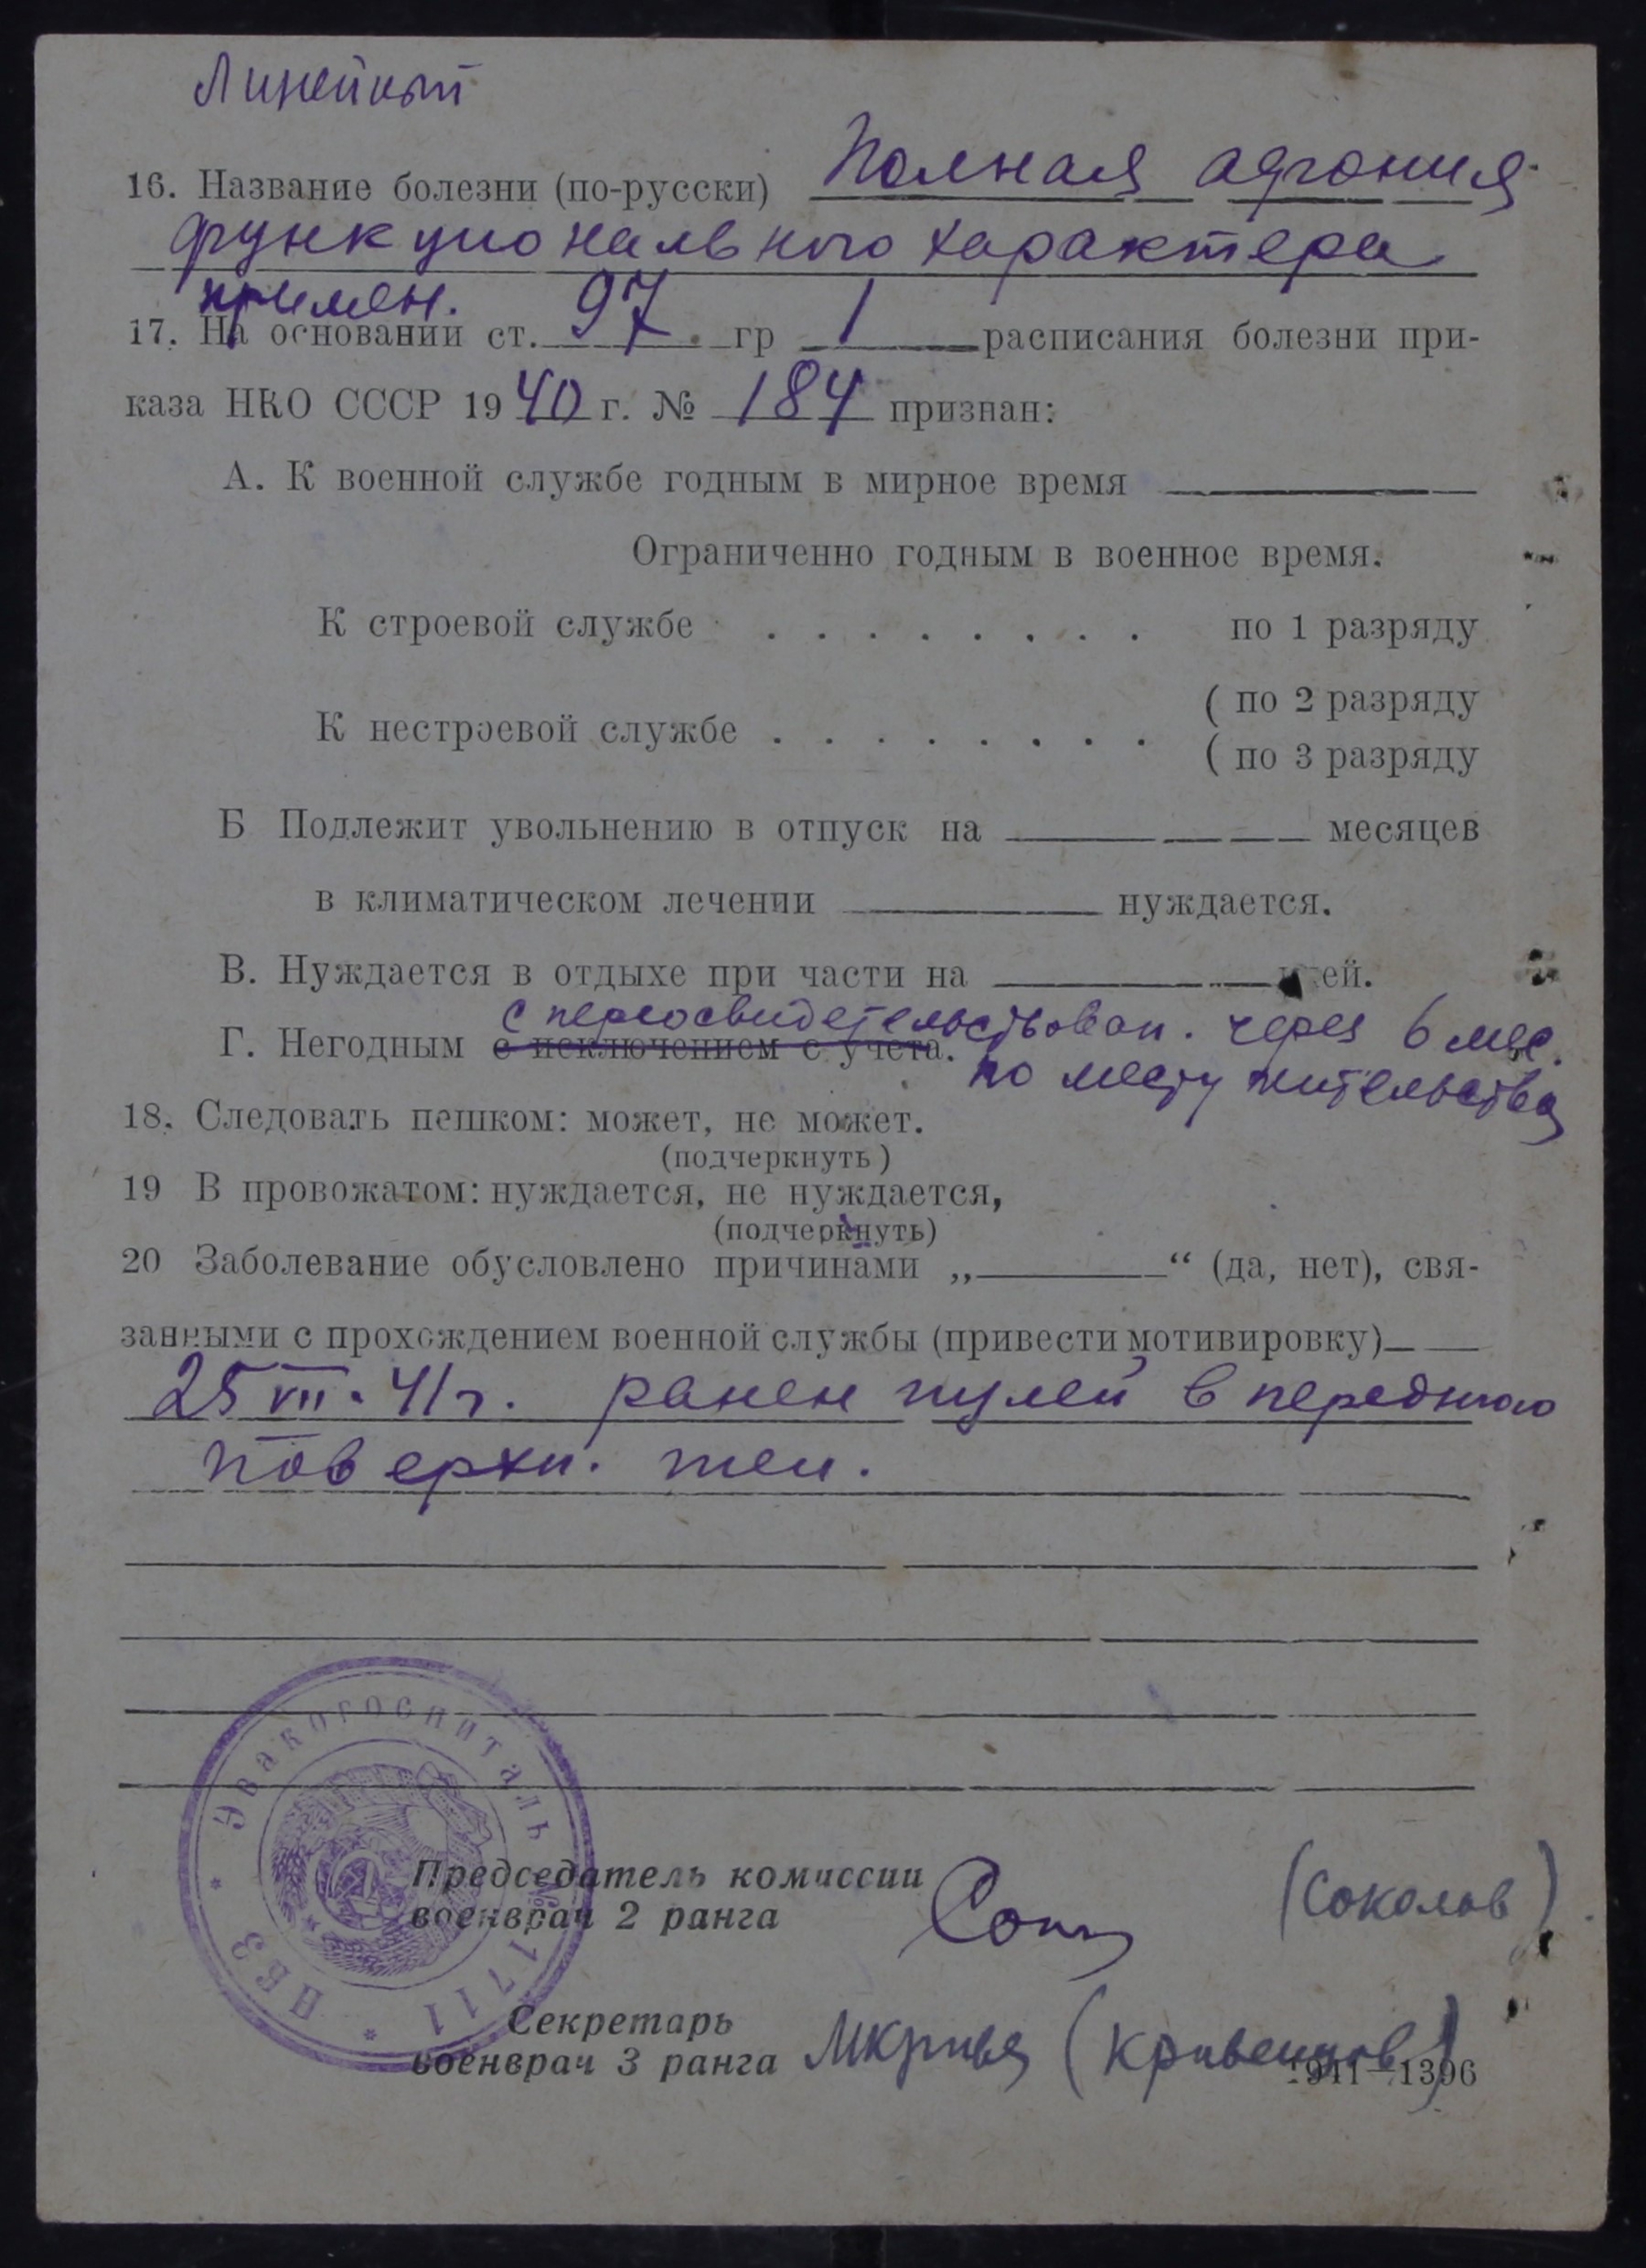 Линейный
16. Название болезни (по-русски) Полная афония
функционального характера
примен.
17. На основании ст. 97 гр 1 расписания болезни при-
каза НКО СССР 1940 г. № 184 признан:
А. К военной службе годным в мирное время
Ограниченно годным в военное время.
К строевой службе . . . . . . . . по 1 разряду
( по 2 разряду
К нестроевой службе . . . . . . . .
( по 3 разряду
Б Подлежит увольнению в отпуск на месяцев
в климатическом лечении нуждается.
В. Нуждается в отдыхе при части на дней.
с переосвидетельствован. через 6 мес.
Г. Негодным с исключением с учета.
по месту жительства
18. Следовать пешком: может, не может.
(подчеркнуть)
19 В провожатом: нуждается, не нуждается,
(подчеркнуть)
20 Заболевание обусловлено причинами „ “ (да, нет), свя-
занными с прохождением военной службы (привести мотивировку)
25 VII. 41 г. ранен пулей в переднюю
поверхн. шеи.
Эвакогоспиталь № 1711 * НКЗ *
Председатель комиссии
военврач 2 ранга (Соколов)
Секретарь
военврач 3 ранга (Кривенцов)
1941—1396